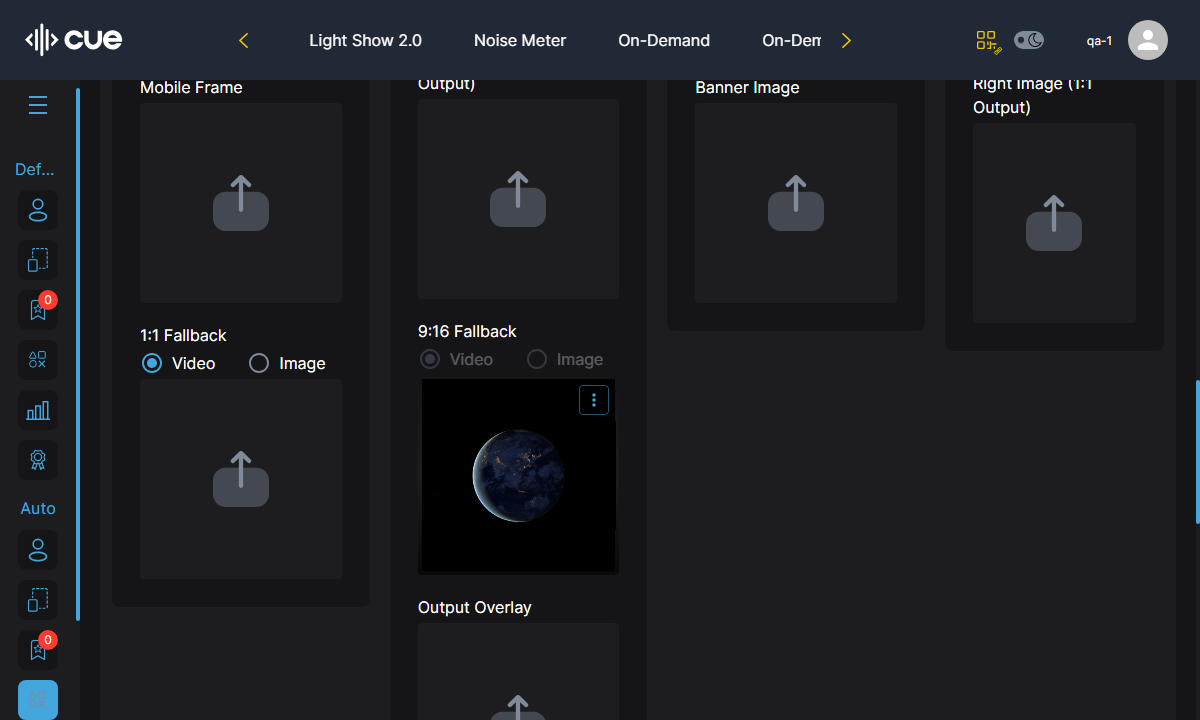 cue
Light Show 2.0
Noise Meter
On-Demand
On-Dem
qa-1
Def...
0
Auto
0
Mobile Frame
1:1 Fallback
Video
Image
Output)
9:16 Fallback
Video
Image
Output Overlay
Banner Image
Right Image (1:1
Output)